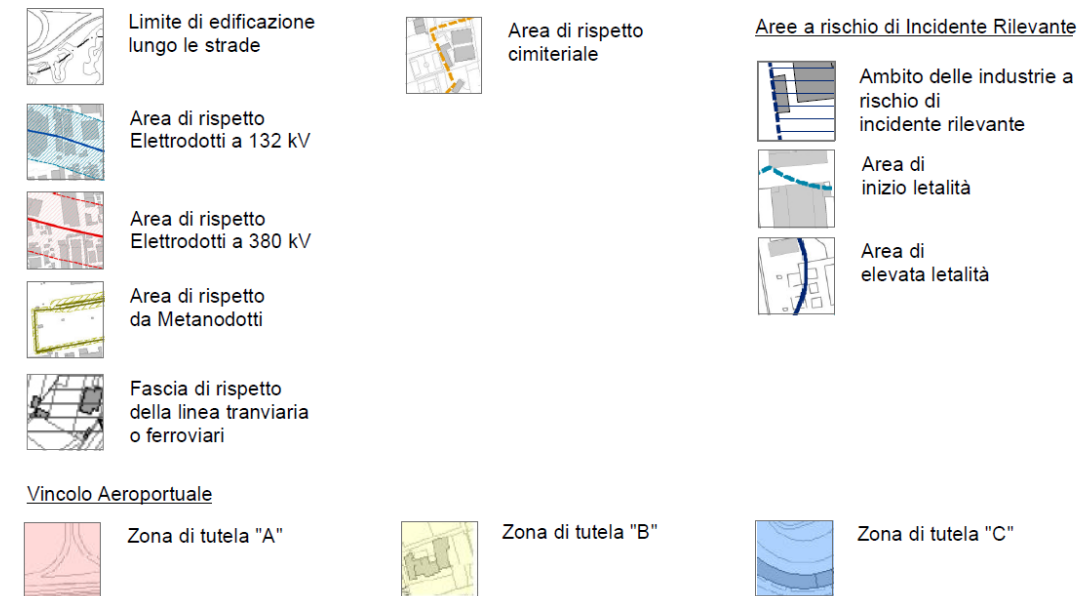 Limite di edificazione
lungo le strade
Area di rispetto
Elettrodotti a 132 kV
Area di rispetto
Elettrodotti a 380 kV
Area di rispetto
da Metanodotti
Fascia di rispetto
della linea tranviaria
o ferroviari
Area di rispetto
cimiteriale
Aree a rischio di Incidente Rilevante
Ambito delle industrie a
rischio di
incidente rilevante
Area di
inizio letalità
Area di
elevata letalità
Vincolo Aeroportuale
Zona di tutela "A"
Zona di tutela "B"
Zona di tutela "C"